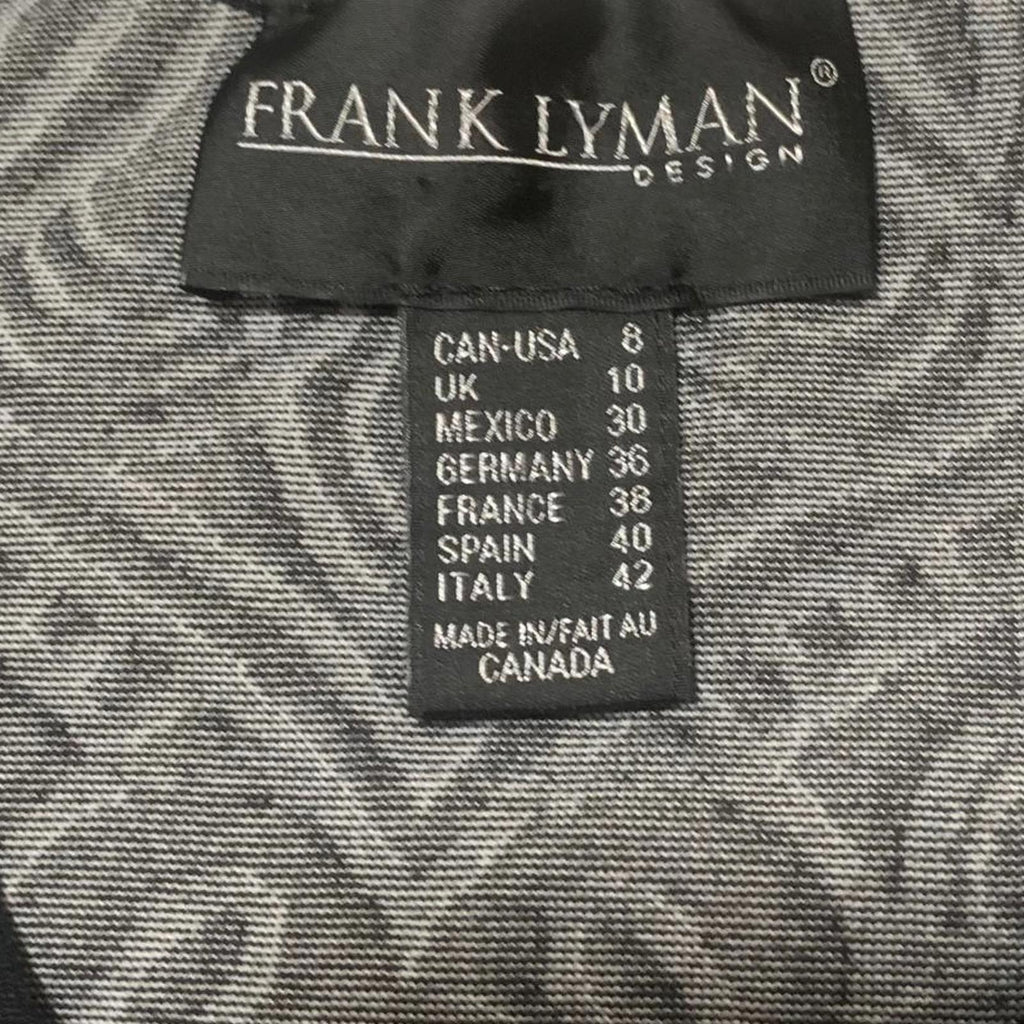 FRANK LYMAN®
DESIGN
CAN-USA 8
UK 10
MEXICO 30
GERMANY 36
FRANCE 38
SPAIN 40
ITALY 42
MADE IN/FAIT AU
CANADA